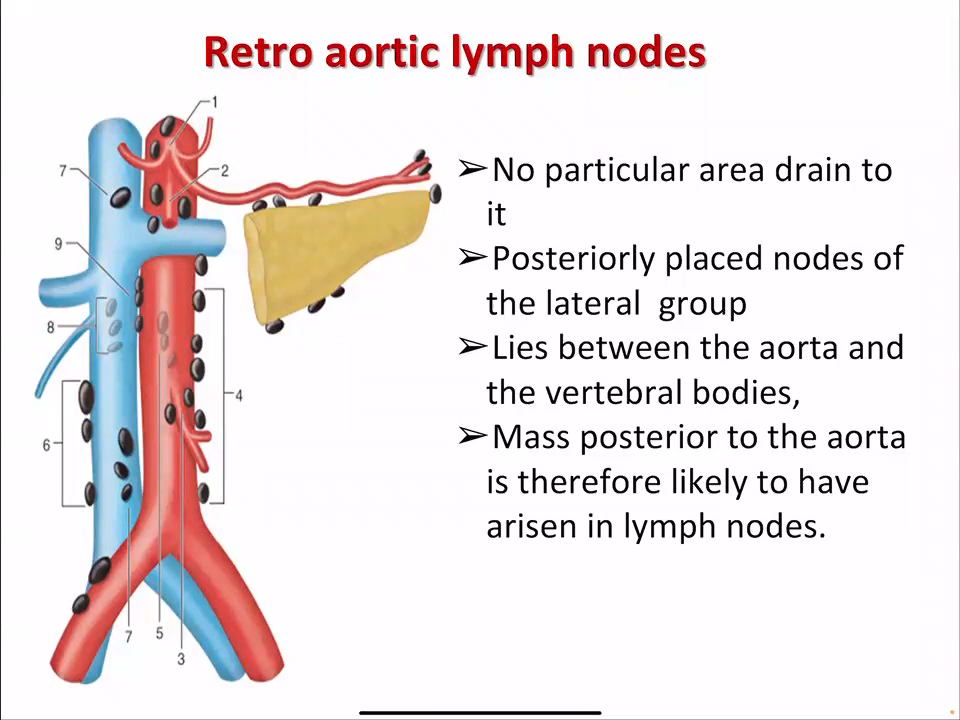 Retro aortic lymph nodes
1
7
2
9
8
4
6
7
5
3
➢No particular area drain to
it
➢Posteriorly placed nodes of
the lateral  group
➢Lies between the aorta and
the vertebral bodies,
➢Mass posterior to the aorta
is therefore likely to have
arisen in lymph nodes.